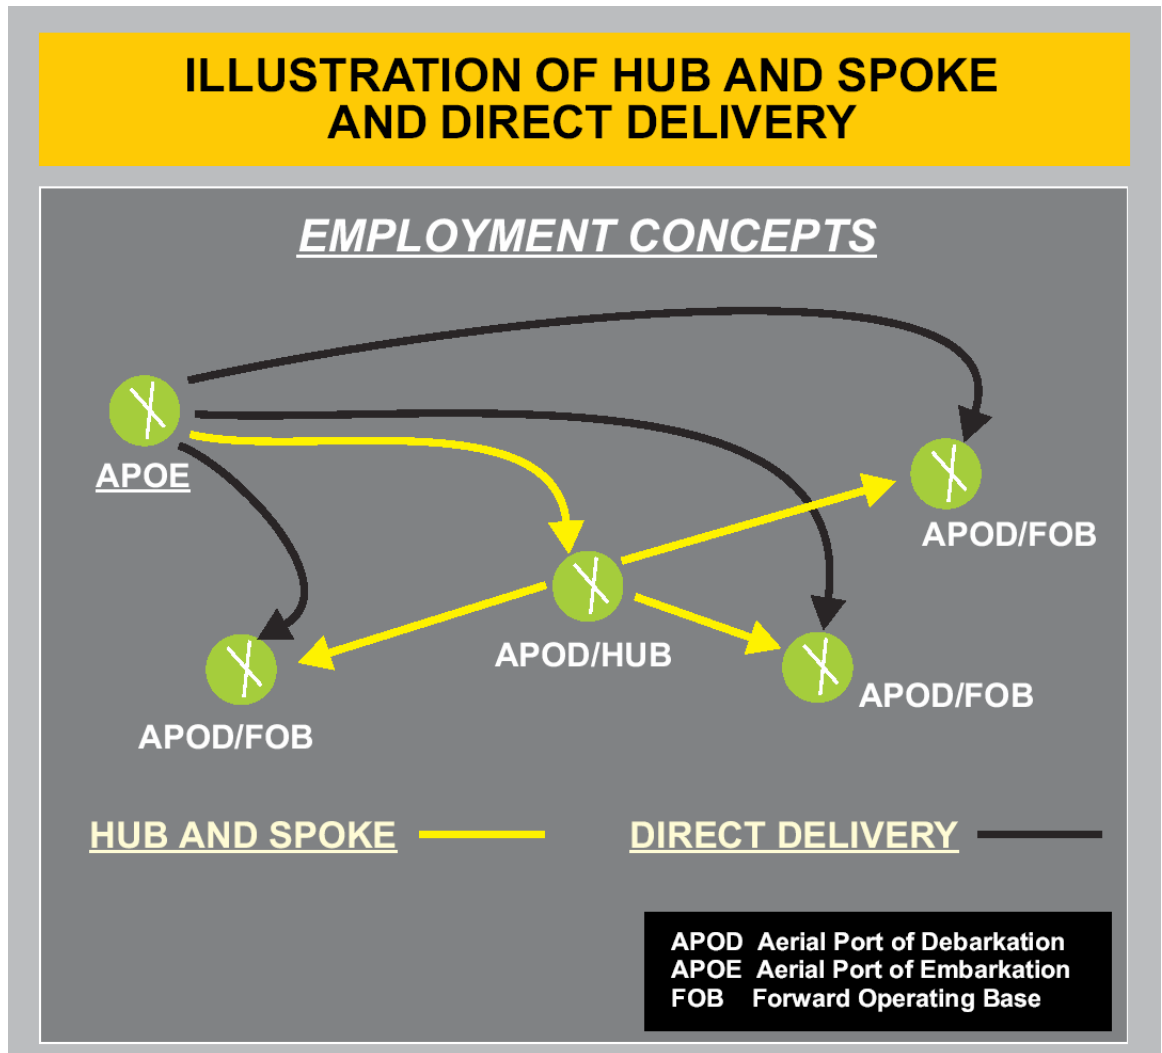 ILLUSTRATION OF HUB AND SPOKE
AND DIRECT DELIVERY
EMPLOYMENT CONCEPTS
APOE
APOD/FOB
APOD/HUB
APOD/FOB
APOD/FOB
HUB AND SPOKE
DIRECT DELIVERY
APOD Aerial Port of Debarkation
APOE Aerial Port of Embarkation
FOB Forward Operating Base